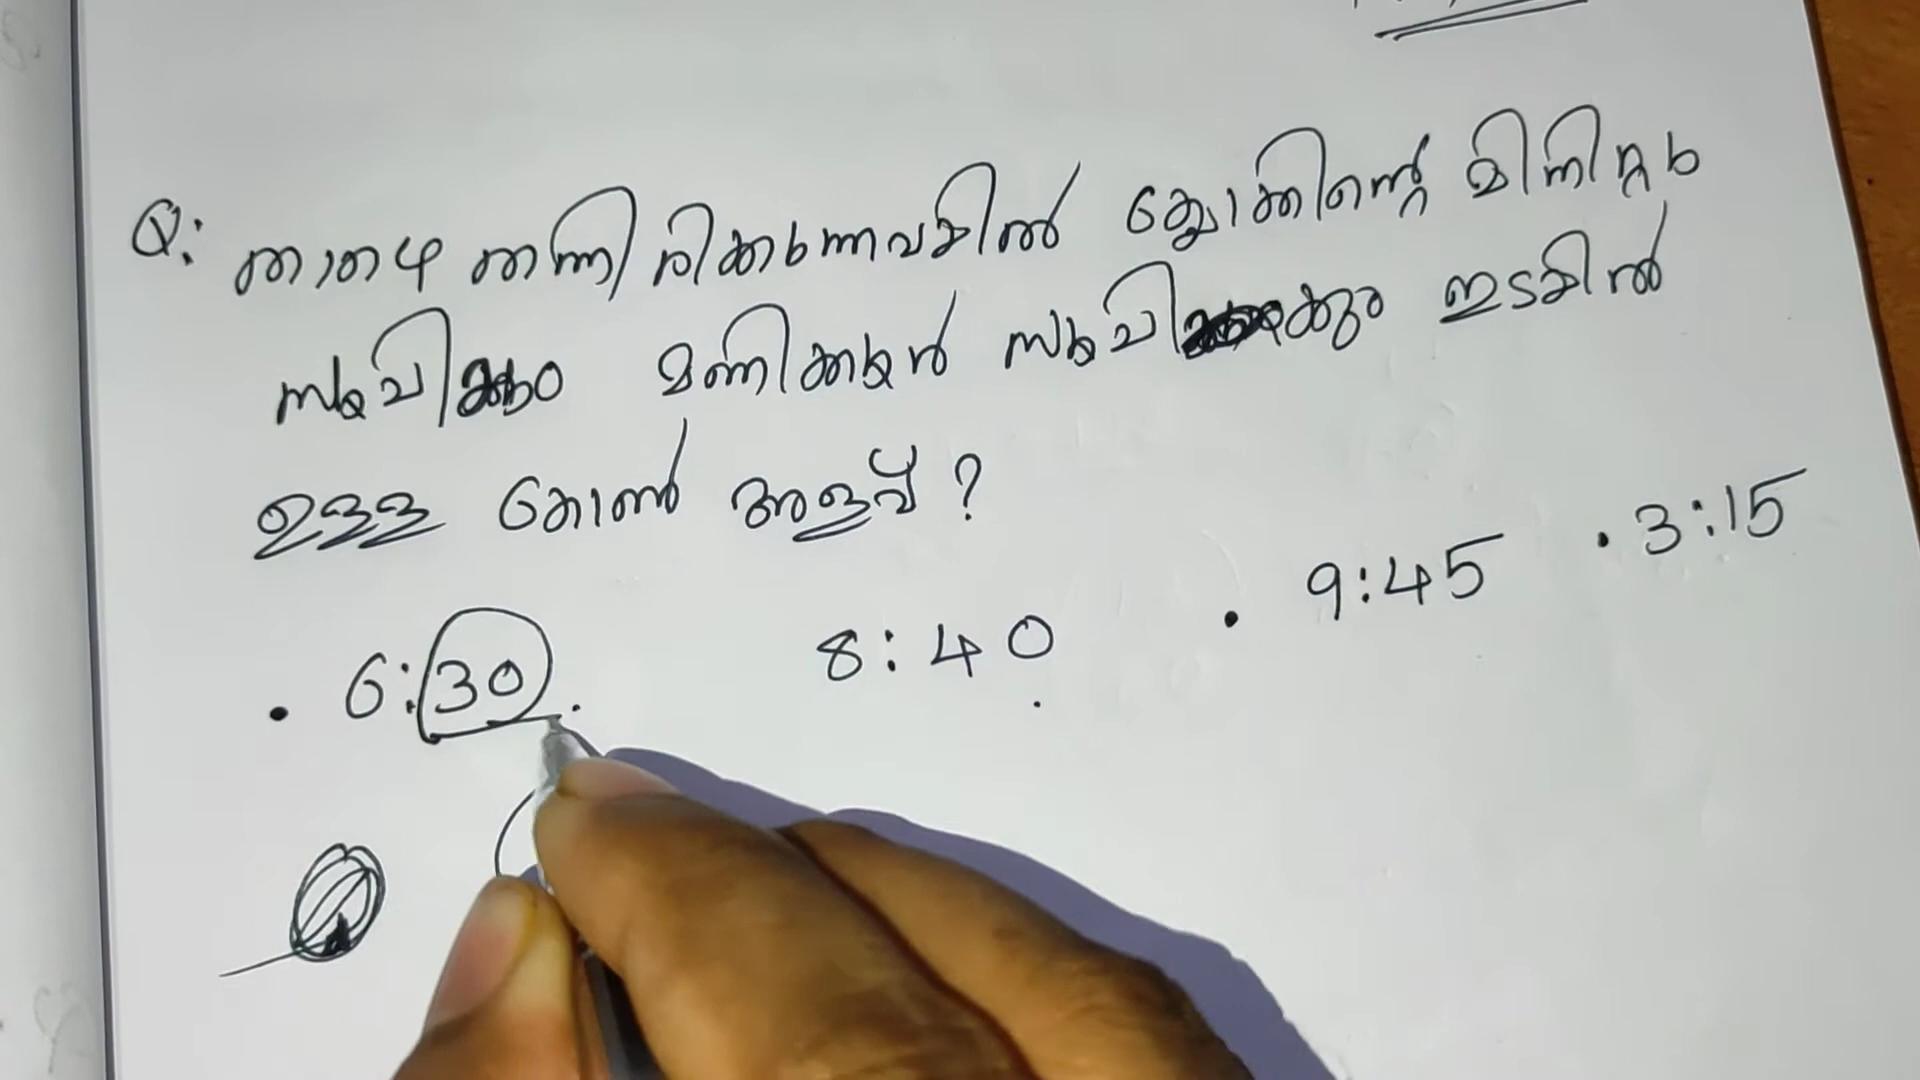 Q: താഴെ തന്നിരിക്കുന്നവയിൽ ക്ലോക്കിന്റെ മിനിറ്റു
സൂചിക്കും മണിക്കൂർ സൂചിക്കും ഇടയിൽ
ഉള്ള കോൺ അളവ് ?
. 6:30 . 8:40 . 9:45 . 3:15